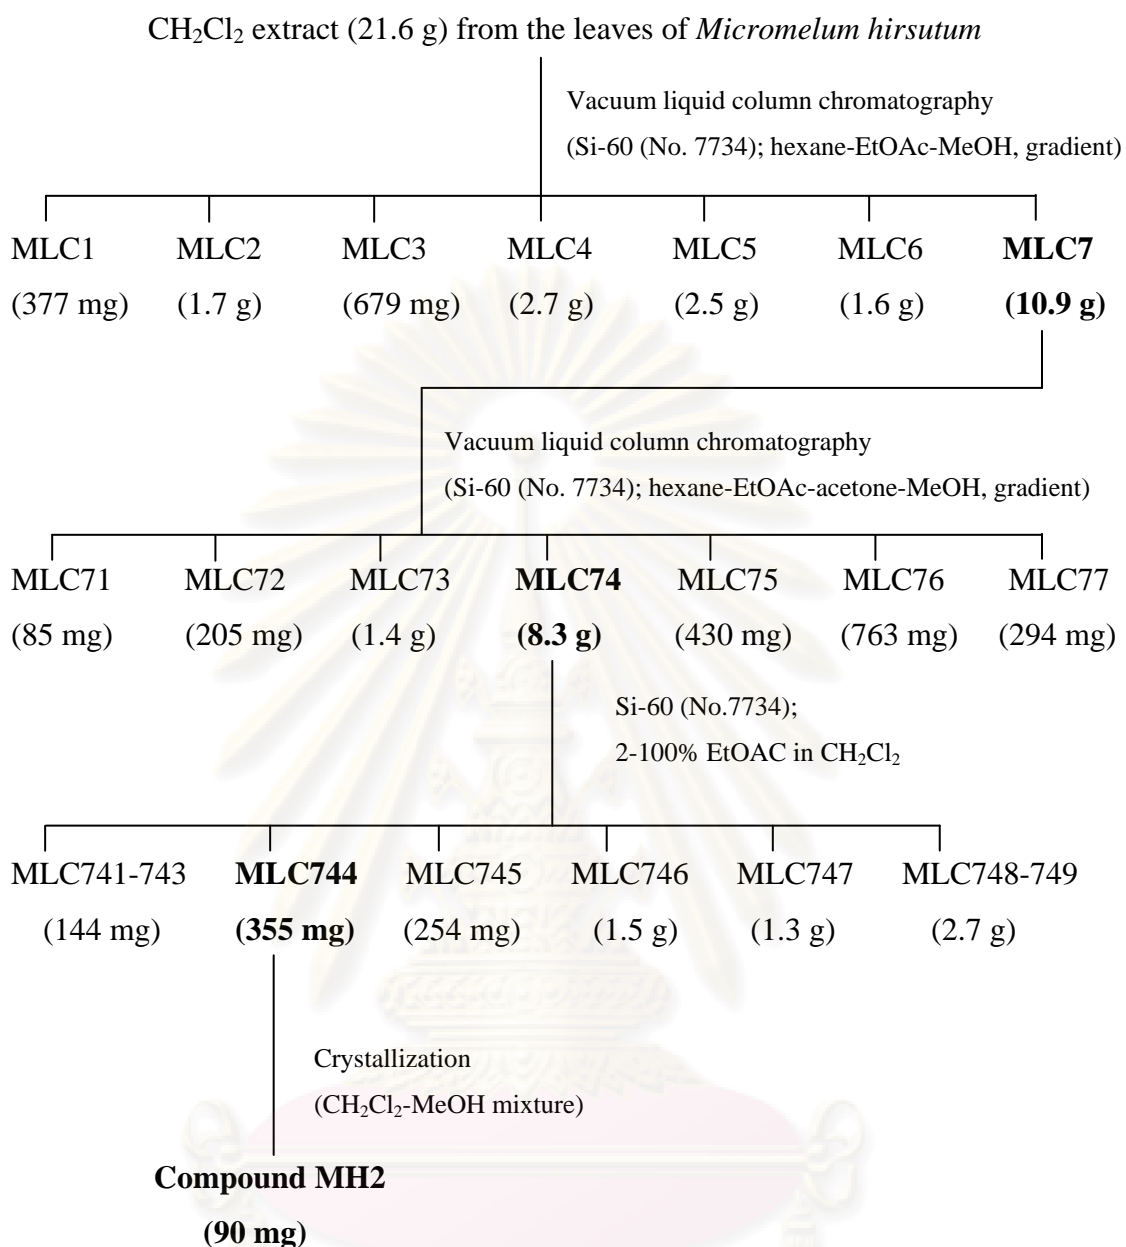 CH₂Cl₂ extract (21.6 g) from the leaves of Micromelum hirsutum
Vacuum liquid column chromatography
(Si-60 (No. 7734); hexane-EtOAc-MeOH, gradient)
MLC1 MLC2 MLC3 MLC4 MLC5 MLC6 MLC7
(377 mg) (1.7 g) (679 mg) (2.7 g) (2.5 g) (1.6 g) (10.9 g)
Vacuum liquid column chromatography
(Si-60 (No. 7734); hexane-EtOAc-acetone-MeOH, gradient)
MLC71 MLC72 MLC73 MLC74 MLC75 MLC76 MLC77
(85 mg) (205 mg) (1.4 g) (8.3 g) (430 mg) (763 mg) (294 mg)
Si-60 (No.7734);
2-100% EtOAC in CH₂Cl₂
MLC741-743 MLC744 MLC745 MLC746 MLC747 MLC748-749
(144 mg) (355 mg) (254 mg) (1.5 g) (1.3 g) (2.7 g)
Crystallization
(CH₂Cl₂-MeOH mixture)
Compound MH2
(90 mg)